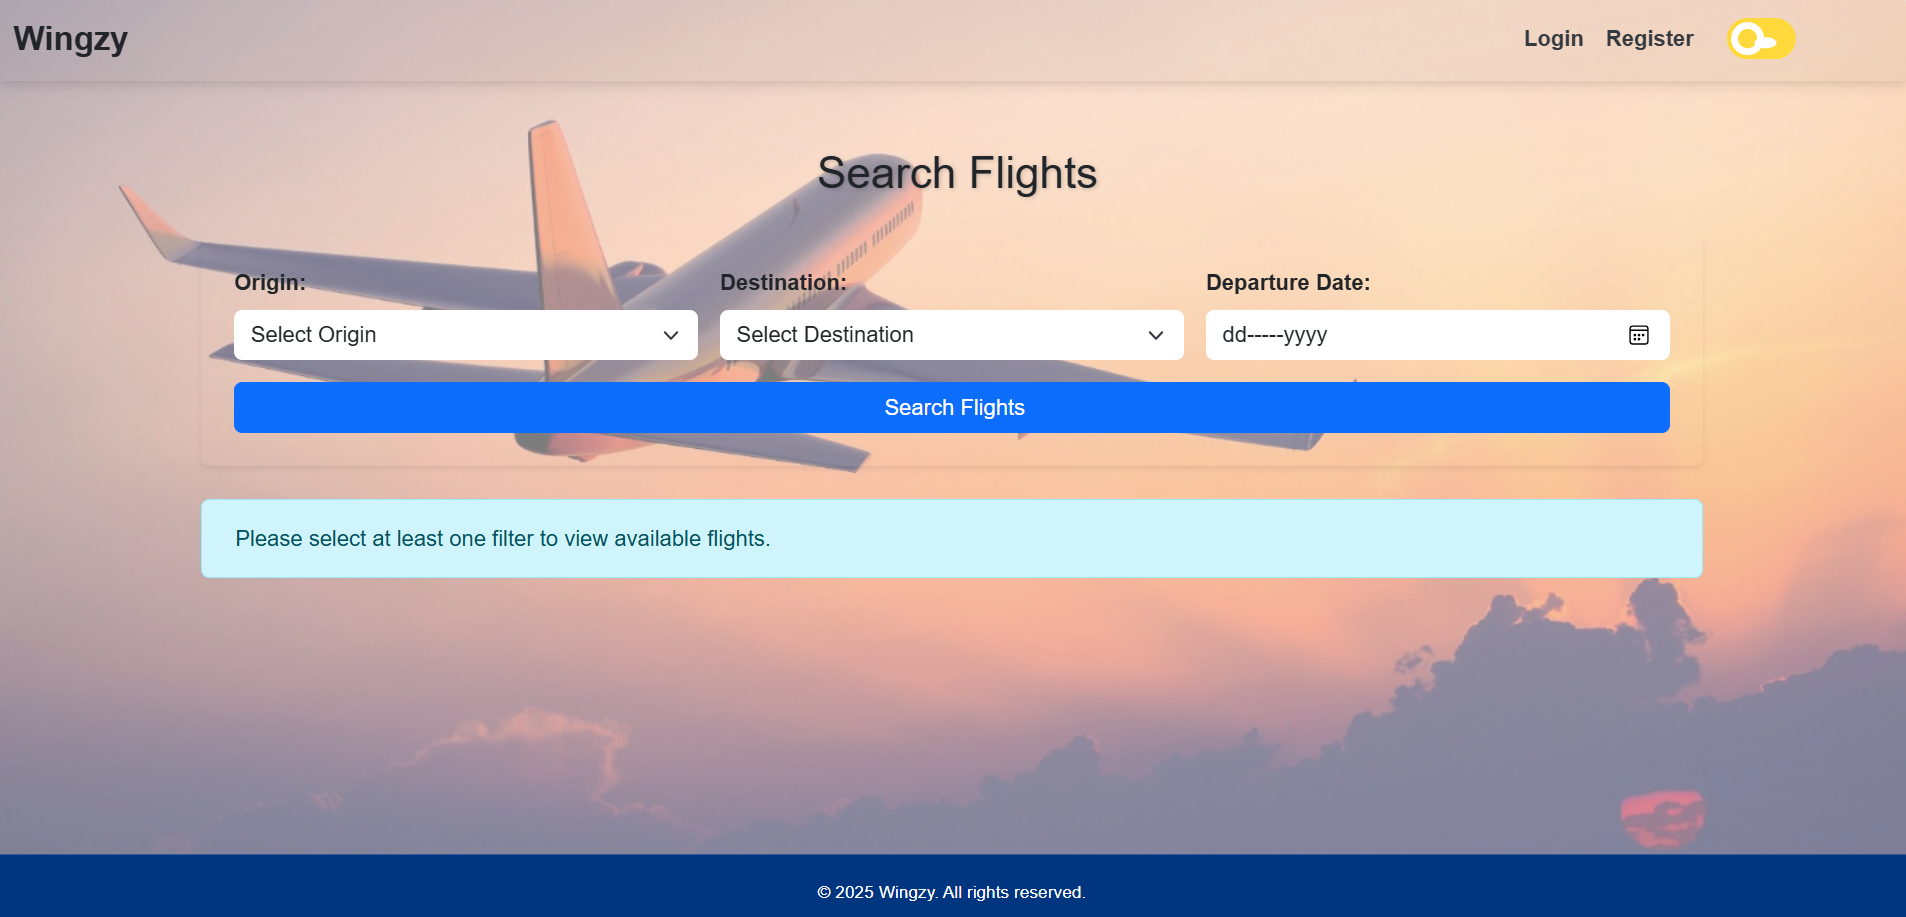 Wingzy
Login Register
Search Flights
Origin: Destination: Departure Date:
Select Origin Select Destination dd-----yyyy
Search Flights
Please select at least one filter to view available flights.
© 2025 Wingzy. All rights reserved.